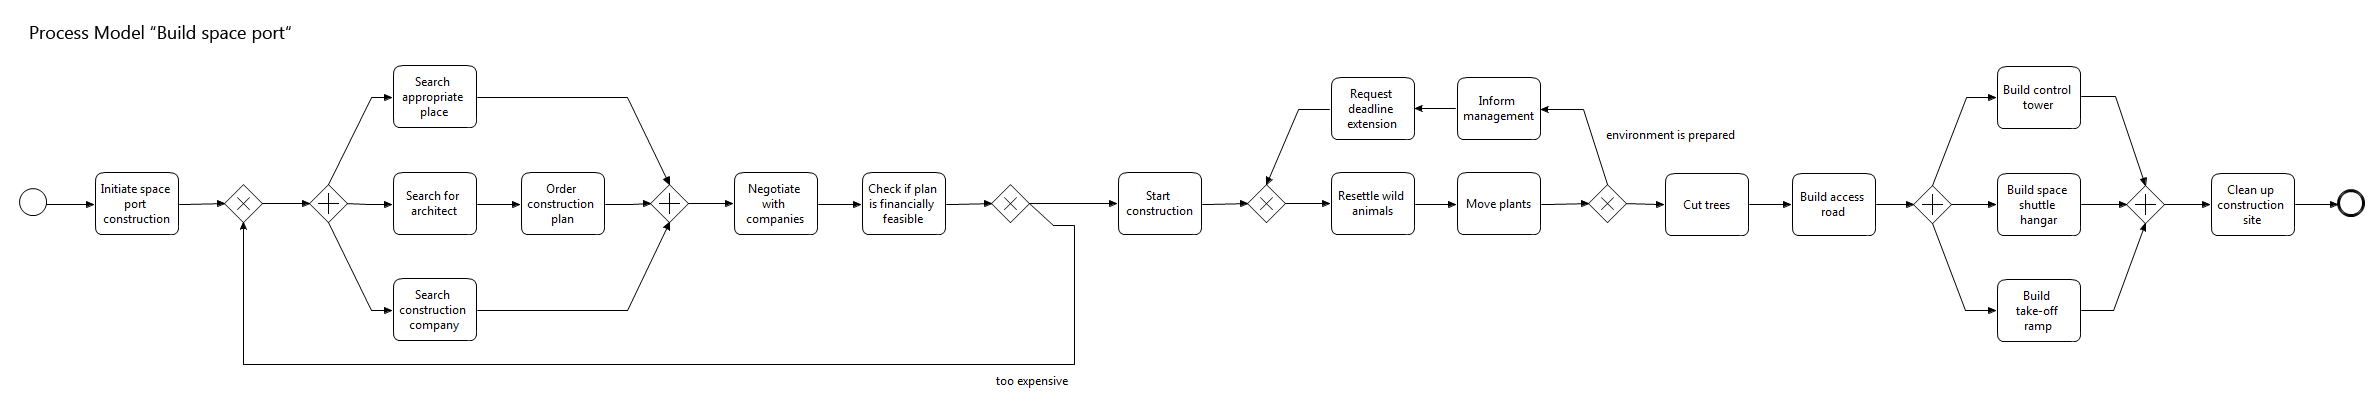 Process Model "Build space port"
Initiate space
port
construction
Search
appropriate
place
Search for
architect
Order
construction
plan
Search
construction
company
Negotiate
with
companies
Check if plan
is financially
feasible
too expensive
Start
construction
Request
deadline
extension
Inform
management
environment is prepared
Resettle wild
animals
Move plants
Cut trees
Build access
road
Build control
tower
Build space
shuttle
hangar
Build
take-off
ramp
Clean up
construction
site